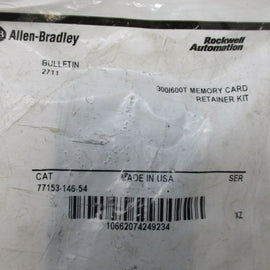 Allen-Bradley
Rockwell
Automation
BULLETIN
2711
300/600T MEMORY CARD
RETAINER KIT
CAT
MADE IN USA
SER
77153-146-54
10662074249234